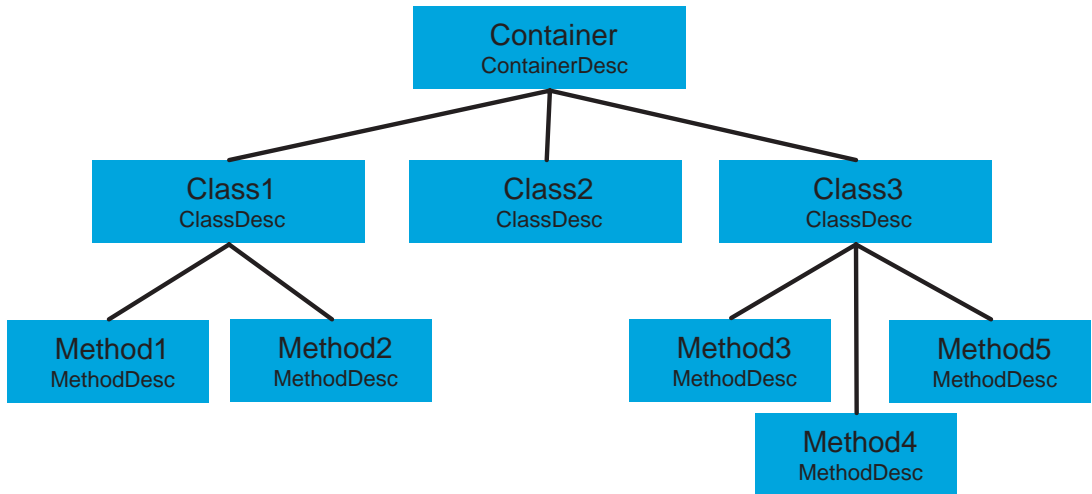 Container
ContainerDesc
Class1
ClassDesc
Class2
ClassDesc
Class3
ClassDesc
Method1
MethodDesc
Method2
MethodDesc
Method3
MethodDesc
Method5
MethodDesc
Method4
MethodDesc